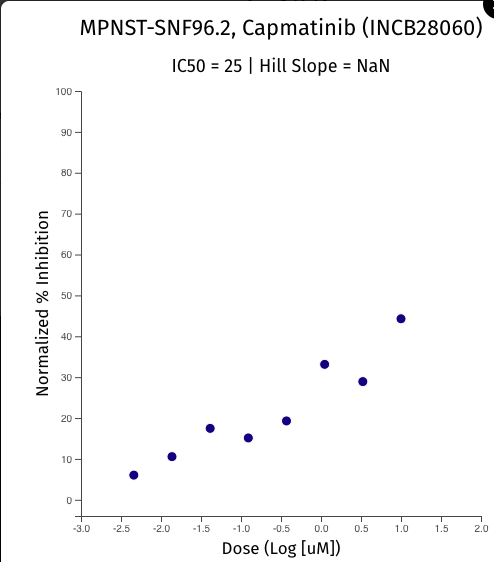 MPNST-SNF96.2, Capmatinib (INCB28060)
IC50 = 25 | Hill Slope = NaN
100
90
80
70
60
50
40
30
20
10
0
Normalized % Inhibition
-3.0 -2.5 -2.0 -1.5 -1.0 -0.5 0.0 0.5 1.0 1.5 2.0
Dose (Log [uM])